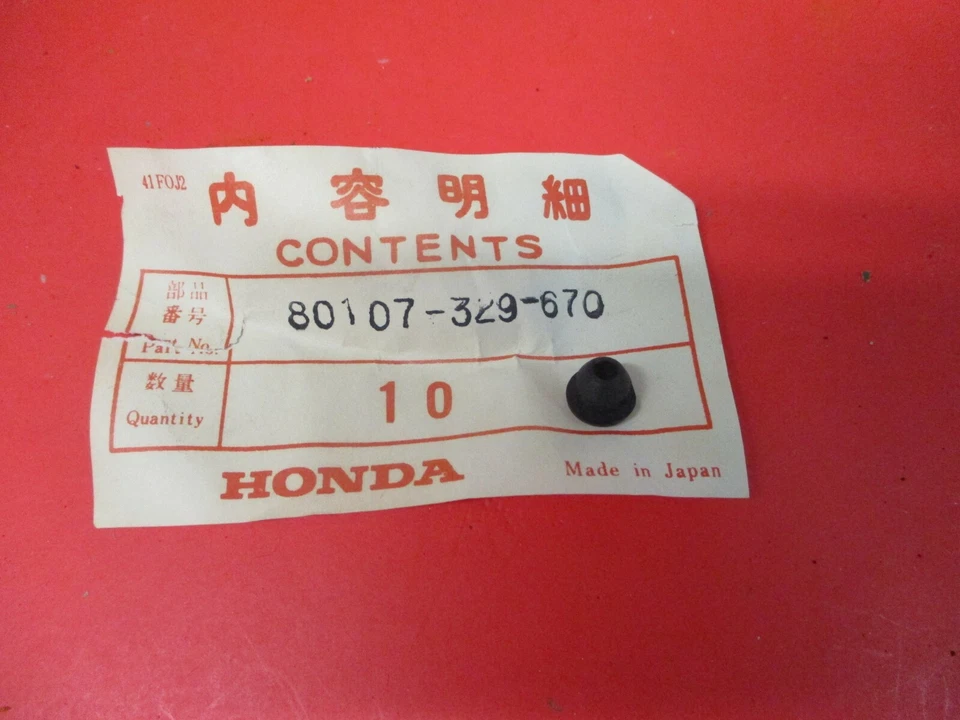 41F0J2
内容明細
CONTENTS
部品
番号
Part No.
80107-329-670
数量
Quantity
10
HONDA
Made in Japan